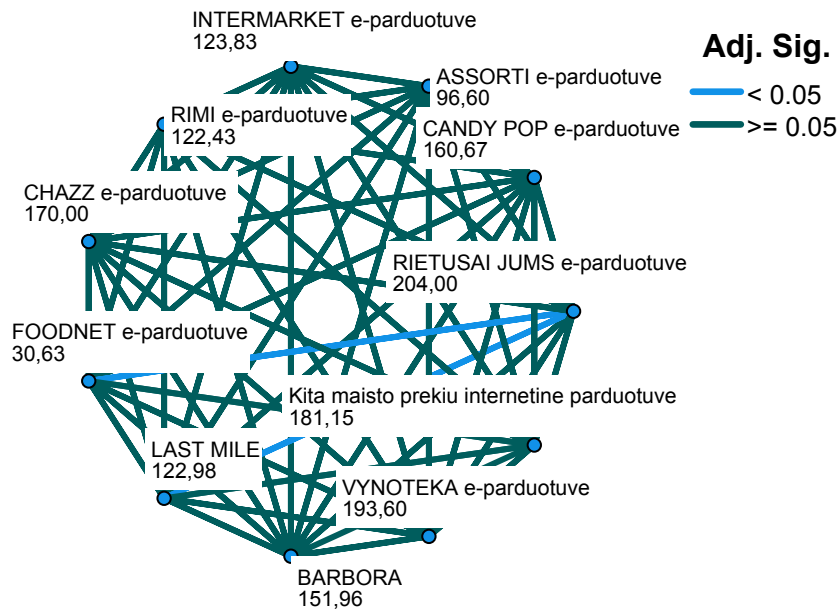 INTERMARKET e-parduotuve
123,83
Adj. Sig.
< 0.05
>= 0.05
ASSORTI e-parduotuve
96,60
RIMI e-parduotuve
122,43
CANDY POP e-parduotuve
160,67
CHAZZ e-parduotuve
170,00
RIETUSAI JUMS e-parduotuve
204,00
FOODNET e-parduotuve
30,63
Kita maisto prekiu internetine parduotuve
181,15
LAST MILE
122,98
VYNOTEKA e-parduotuve
193,60
BARBORA
151,96